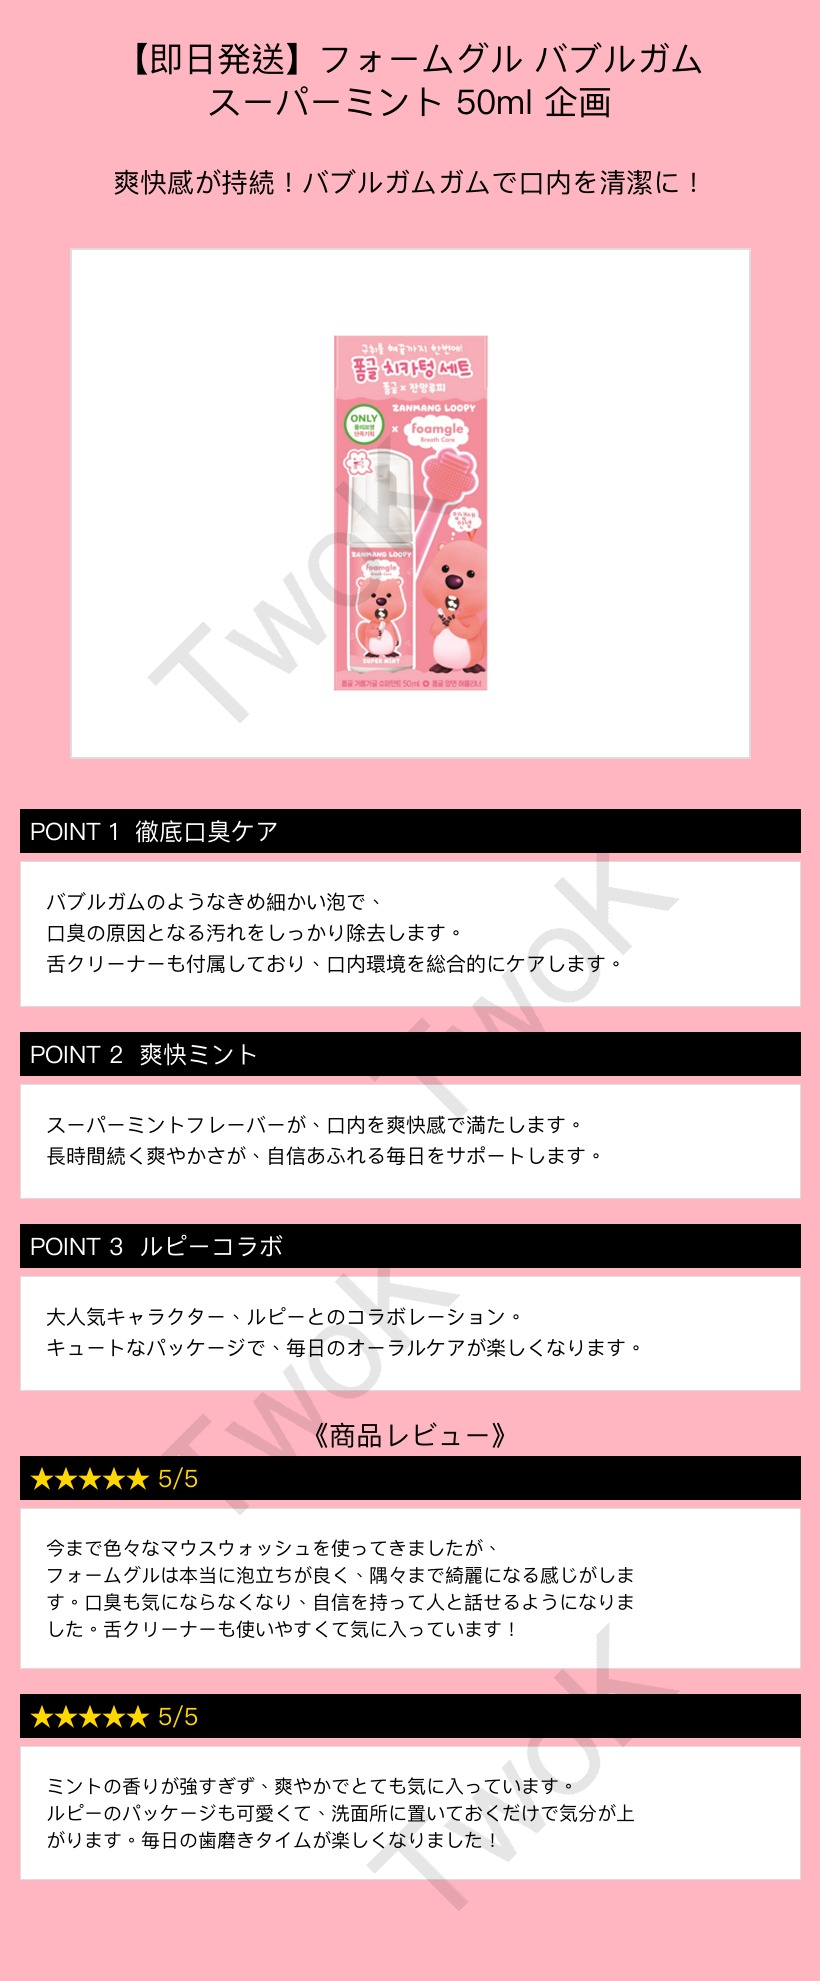 【即日発送】フォームグル バブルガム
スーパーミント 50ml 企画
爽快感が持続！バブルガムガムで口内を清潔に！
구취를 혀끝까지 한번에!
폼글 치카텅 세트
폼글 x 잔망루피
ZANMANG LOOPY
ONLY
올리브영
단독기획
x
foamgle
Breath Care
입냄새
안녕
ZANMANG LOOPY
foamgle
Breath Care
SUPER MINT
폼글 거품가글 수퍼민트 50ml + 폼글 양면 혀클리너
TwoK
POINT 1 徹底口臭ケア
バブルガムのようなきめ細かい泡で、
口臭の原因となる汚れをしっかり除去します。
舌クリーナーも付属しており、口内環境を総合的にケアします。
TwoK
POINT 2 爽快ミント
スーパーミントフレーバーが、口内を爽快感で満たします。
長時間続く爽やかさが、自信あふれる毎日をサポートします。
POINT 3 ルピーコラボ
大人気キャラクター、ルピーとのコラボレーション。
キュートなパッケージで、毎日のオーラルケアが楽しくなります。
TwoK
《商品レビュー》
★★★★★ 5/5
今まで色々なマウスウォッシュを使ってきましたが、
フォームグルは本当に泡立ちが良く、隅々まで綺麗になる感じがしま
す。口臭も気にならなくなり、自信を持って人と話せるようになりま
した。舌クリーナーも使いやすくて気に入っています！
★★★★★ 5/5
ミントの香りが強すぎず、爽やかでとても気に入っています。
ルピーのパッケージも可愛くて、洗面所に置いておくだけで気分が上
がります。毎日の歯磨きタイムが楽しくなりました！
TwoK